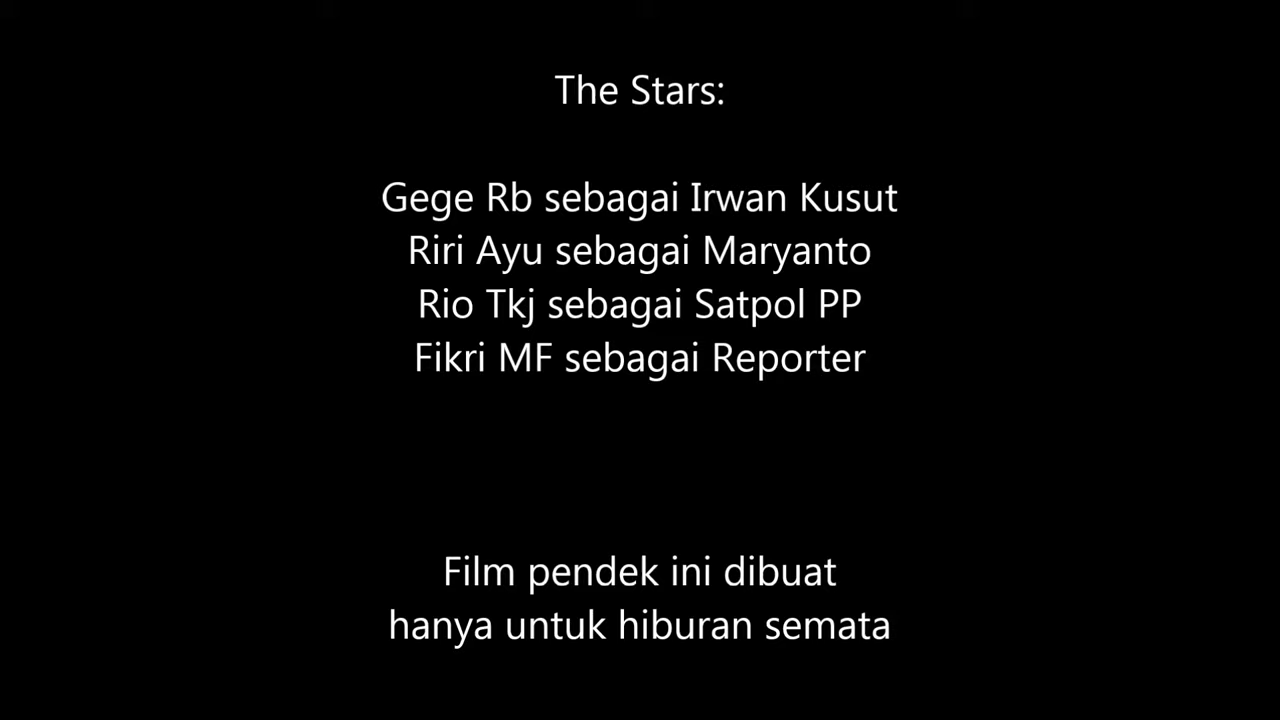 The Stars:
Gege Rb sebagai Irwan Kusut
Riri Ayu sebagai Maryanto
Rio Tkj sebagai Satpol PP
Fikri MF sebagai Reporter
Film pendek ini dibuat
hanya untuk hiburan semata